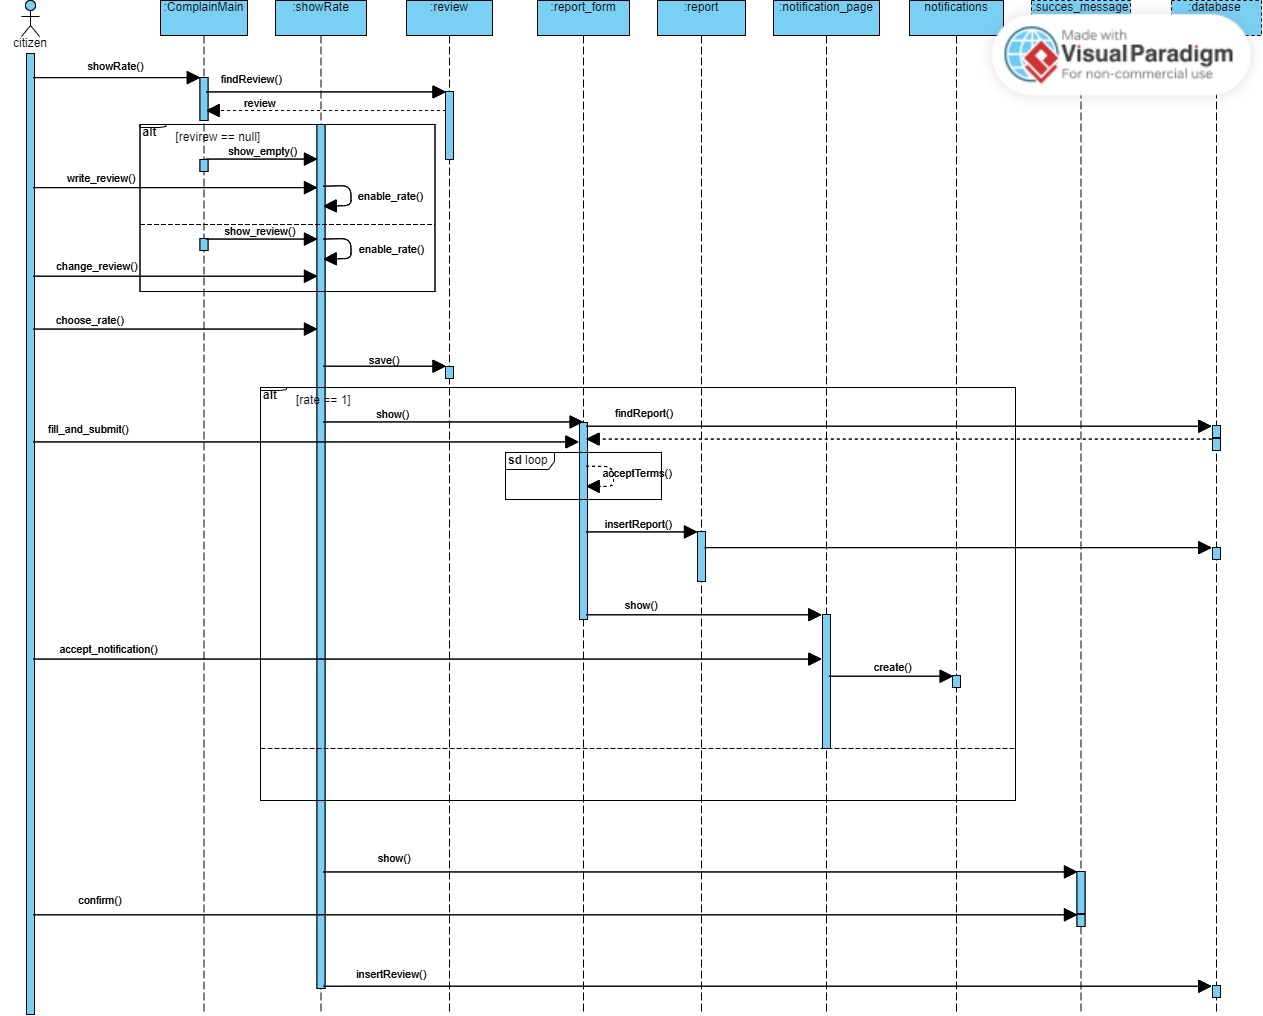 :ComplainMain
:showRate
:review
:report_form
:report
:notification_page
notifications
:succes_message
:database
citizen
Made with
VisualParadigm
For non-commercial use
showRate()
findReview()
review
alt
[revirew == null]
show_empty()
write_review()
enable_rate()
show_review()
enable_rate()
change_review()
choose_rate()
save()
alt
[rate == 1]
show()
findReport()
fill_and_submit()
sd loop
acceptTerms()
insertReport()
show()
accept_notification()
create()
show()
confirm()
insertReview()